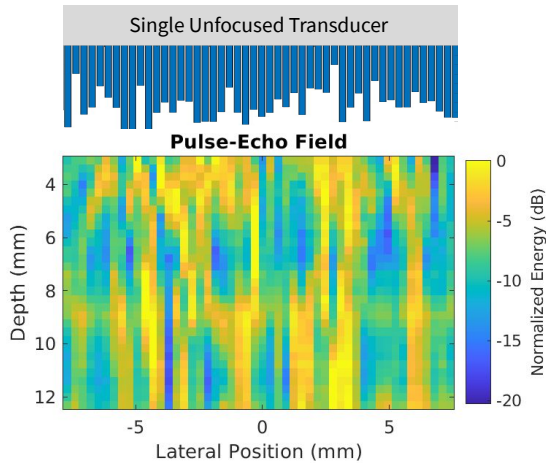 Single Unfocused Transducer
Pulse-Echo Field
4
6
8
10
12
Depth (mm)
-5
0
5
Lateral Position (mm)
0
-5
-10
-15
-20
Normalized Energy (dB)